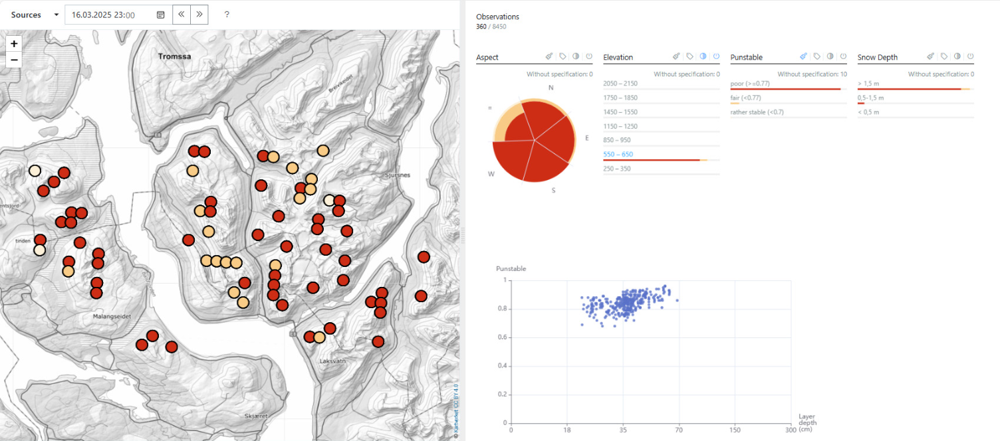 Sources
16.03.2025 23:00
?
+
−
Tromssa
Breivikeidet
Sjursnes
tinden
Malangseidet
Laksvatn
Skjæret
© Kartverket CC BY 4.0
Observations
360 / 8450
Aspect
Without specification: 0
N
=
E
W
S
Elevation
Without specification: 0
2050 – 2150
1750 – 1850
1450 – 1550
1150 – 1250
850 – 950
550 – 650
250 – 350
Punstable
Without specification: 10
poor (>=0.77)
fair (<0.77)
rather stable (<0.7)
Snow Depth
Without specification: 0
> 1,5 m
0,5-1,5 m
< 0,5 m
Punstable
1
0.8
0.6
0.4
0.2
0
0 18 35 70 150 300
Layer
depth
(cm)